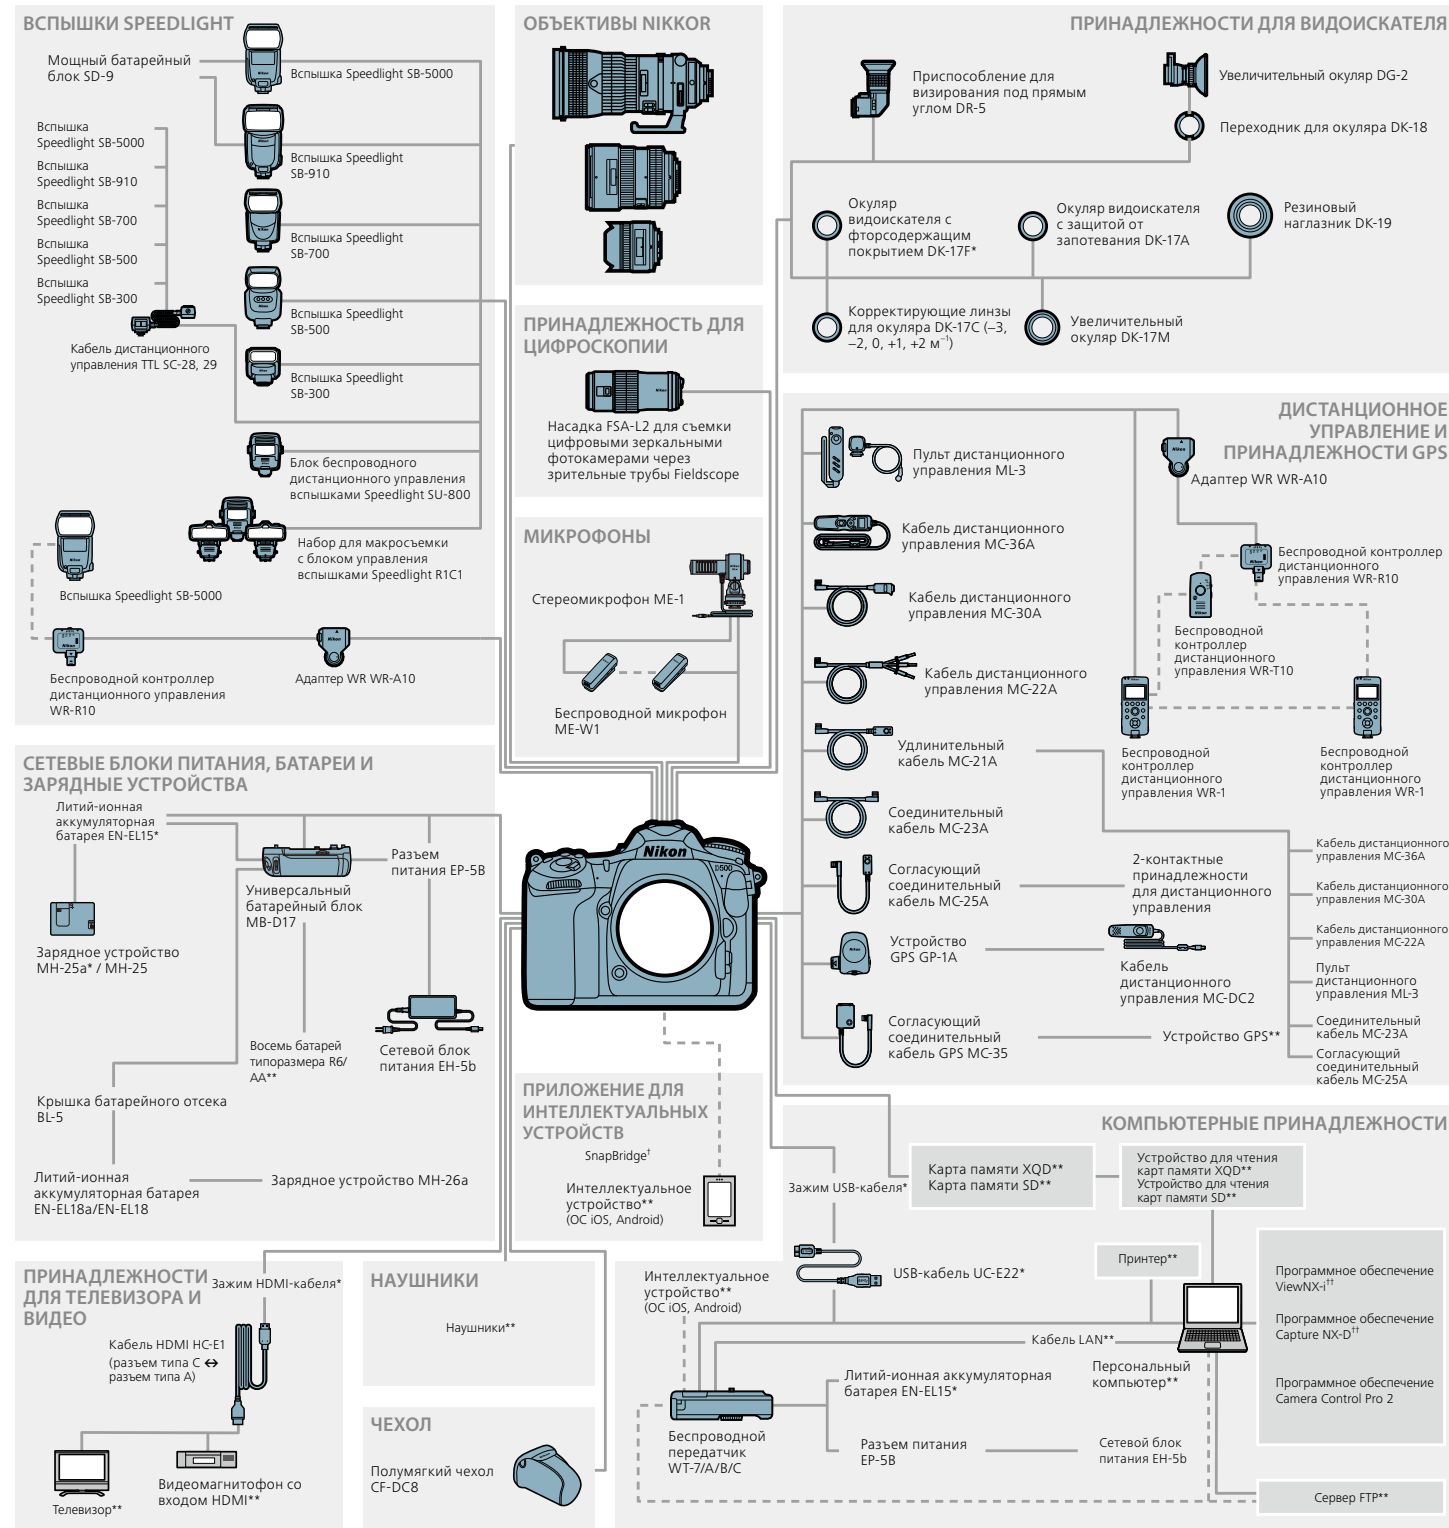 ВСПЫШКИ SPEEDLIGHT
Мощный батарейный
блок SD-9
Вспышка Speedlight SB-5000
Вспышка
Speedlight SB-5000
Вспышка
Speedlight SB-910
Вспышка
Speedlight SB-700
Вспышка
Speedlight SB-500
Вспышка
Speedlight SB-300
Вспышка Speedlight
SB-910
Вспышка Speedlight
SB-700
Вспышка Speedlight
SB-500
Кабель дистанционного
управления TTL SC-28, 29
Вспышка Speedlight
SB-300
Блок беспроводного
дистанционного управления
вспышками Speedlight SU-800
Набор для макросъемки
с блоком управления
вспышками Speedlight R1C1
Вспышка Speedlight SB-5000
Беспроводной контроллер
дистанционного управления
WR-R10
Адаптер WR WR-A10
ОБЪЕКТИВЫ NIKKOR
ПРИНАДЛЕЖНОСТЬ ДЛЯ
ЦИФРОСКОПИИ
Насадка FSA-L2 для съемки
цифровыми зеркальными
фотокамерами через
зрительные трубы Fieldscope
МИКРОФОНЫ
Стереомикрофон ME-1
Беспроводной микрофон
ME-W1
ПРИНАДЛЕЖНОСТИ ДЛЯ ВИДОИСКАТЕЛЯ
Приспособление для
визирования под прямым
углом DR-5
Увеличительный окуляр DG-2
Переходник для окуляра DK-18
Окуляр
видоискателя с
фторсодержащим
покрытием DK-17F*
Окуляр видоискателя
с защитой от
запотевания DK-17A
Резиновый
наглазник DK-19
Корректирующие линзы
для окуляра DK-17C (−3,
−2, 0, +1, +2 м⁻¹)
Увеличительный
окуляр DK-17M
ДИСТАНЦИОННОЕ
УПРАВЛЕНИЕ И
ПРИНАДЛЕЖНОСТИ GPS
Пульт дистанционного
управления ML-3
Адаптер WR WR-A10
Кабель дистанционного
управления MC-36A
Беспроводной контроллер
дистанционного
управления WR-R10
Кабель дистанционного
управления MC-30A
Беспроводной
контроллер
дистанционного
управления WR-T10
Кабель дистанционного
управления MC-22A
Удлинительный
кабель MC-21A
Беспроводной
контроллер
дистанционного
управления WR-1
Беспроводной
контроллер
дистанционного
управления WR-1
Соединительный
кабель MC-23A
Согласующий
соединительный
кабель MC-25A
2-контактные
принадлежности
для дистанционного
управления
Устройство
GPS GP-1A
Кабель
дистанционного
управления MC-DC2
Согласующий
соединительный
кабель GPS MC-35
Устройство GPS**
Кабель дистанционного
управления MC-36A
Кабель дистанционного
управления MC-30A
Кабель дистанционного
управления MC-22A
Пульт
дистанционного
управления ML-3
Соединительный
кабель MC-23A
Согласующий
соединительный
кабель MC-25A
СЕТЕВЫЕ БЛОКИ ПИТАНИЯ, БАТАРЕИ И
ЗАРЯДНЫЕ УСТРОЙСТВА
Литий-ионная
аккумуляторная
батарея EN-EL15*
Универсальный
батарейный блок
MB-D17
Разъем
питания EP-5B
Зарядное устройство
MH-25a* / MH-25
Восемь батарей
типоразмера R6/
AA**
Сетевой блок
питания EH-5b
Крышка батарейного отсека
BL-5
Литий-ионная
аккумуляторная батарея
EN-EL18a/EN-EL18
Зарядное устройство MH-26a
Nikon
D500
ПРИЛОЖЕНИЕ ДЛЯ
ИНТЕЛЛЕКТУАЛЬНЫХ
УСТРОЙСТВ
SnapBridge†
Интеллектуальное
устройство**
(ОС iOS, Android)
КОМПЬЮТЕРНЫЕ ПРИНАДЛЕЖНОСТИ
Зажим USB-кабеля*
Карта памяти XQD**
Карта памяти SD**
Устройство для чтения
карт памяти XQD**
Устройство для чтения
карт памяти SD**
USB-кабель UC-E22*
Принтер**
Интеллектуальное
устройство**
(ОС iOS, Android)
Программное обеспечение
ViewNX-i††
Программное обеспечение
Capture NX-D††
Программное обеспечение
Camera Control Pro 2
Кабель LAN**
Персональный
компьютер**
Литий-ионная аккумуляторная
батарея EN-EL15*
Беспроводной
передатчик
WT-7/A/B/C
Разъем питания
EP-5B
Сетевой блок
питания EH-5b
Сервер FTP**
ПРИНАДЛЕЖНОСТИ
ДЛЯ ТЕЛЕВИЗОРА И
ВИДЕО
Зажим HDMI-кабеля*
Кабель HDMI HC-E1
(разъем типа C ↔
разъем типа A)
Телевизор**
Видеомагнитофон со
входом HDMI**
НАУШНИКИ
Наушники**
ЧЕХОЛ
Полумягкий чехол
CF-DC8